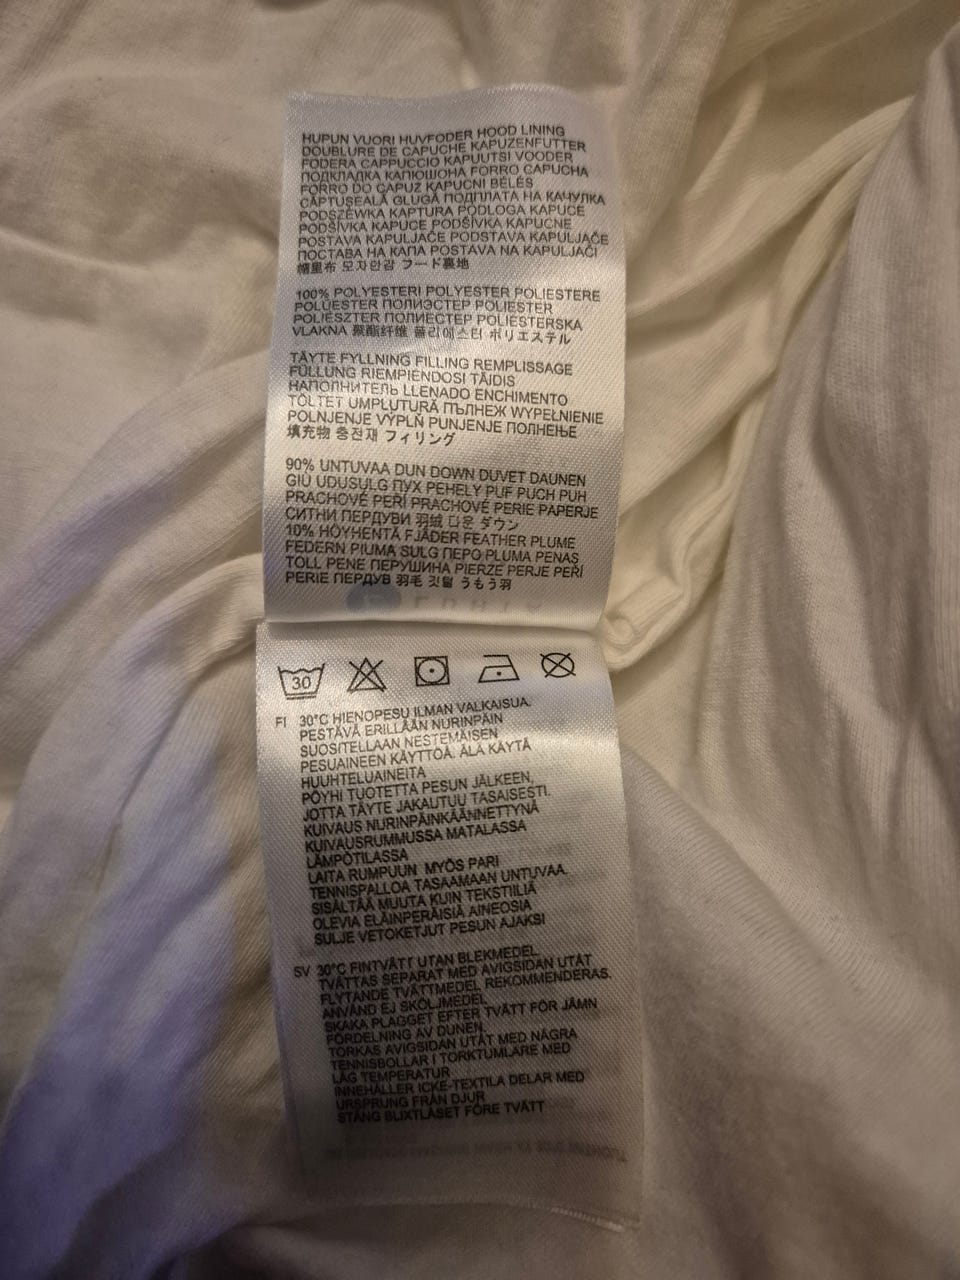 HUPUN VUORI HUVFODER HOOD LINING
DOUBLURE DE CAPUCHE KAPUZENFUTTER
FODERA CAPPUCCIO KAPUUTSI VOODER
ПОДКЛАДКА КАПЮШОНА FORRO CAPUCHA
FORRO DO CAPUZ KAPUCNI BÉLÉS
CĂPTUŞEALĂ GLUGĂ ПОДПЛАТА НА КАЧУЛКА
PODSZEWKA KAPTURA PODLOGA KAPUCE
PODŠÍVKA KAPUCE PODŠÍVKA KAPUCNE
POSTAVA KAPULJAČE PODSTAVA KAPULJAČE
ПОСТАВА НА КАПА POSTAVA NA KAPULJAČI
帽里布 모자안감 フード裏地
100% POLYESTERI POLYESTER POLIESTERE
POLÜESTER ПОЛИЭСТЕР POLIESTER
POLIÉSZTER ПОЛИЕСТЕР POLIESTERSKA
VLAKNA 聚酯纤维 폴리에스터 ポリエステル
TÄYTE FYLLNING FILLING REMPLISSAGE
FÜLLUNG RIEMPIENDOSI TÄIDIS
НАПОЛНИТЕЛЬ LLENADO ENCHIMENTO
TÖLTET UMPLUTURĂ ПЪЛНЕЖ WYPEŁNIENIE
POLNJENJE VÝPLŇ PUNJENJE ПОЛНЕЊЕ
填充物 충전재 フィリング
90% UNTUVAA DUN DOWN DUVET DAUNEN
GIÙ UDUSULG ПУХ PEHELY PUF PUCH PUH
PRACHOVÉ PEŘÍ PRACHOVÉ PERIE PAPERJE
СИТНИ ПЕРДУВИ 羽绒 다운 ダウン
10% HÖYHENTÄ FJÄDER FEATHER PLUME
FEDERN PIUMA SULG ПЕРО PLUMA PENAS
TOLL PENE ПЕРУШИНА PIERZE PERJE PEŘÍ
PERIE ПЕРДУВ 羽毛 깃털 うもう羽
30
FI 30°C HIENOPESU ILMAN VALKAISUA.
PESTÄVÄ ERILLÄÄN NURINPÄIN
SUOSITELLAAN NESTEMÄISEN
PESUAINEEN KÄYTTÖÄ. ÄLÄ KÄYTÄ
HUUHTELUAINEITA
PÖYHI TUOTETTA PESUN JÄLKEEN,
JOTTA TÄYTE JAKAUTUU TASAISESTI.
KUIVAUS NURINPÄINKÄÄNNETTYNÄ
KUIVAUSRUMMUSSA MATALASSA
LÄMPÖTILASSA
LAITA RUMPUUN MYÖS PARI
TENNISPALLOA TASAAMAAN UNTUVAA.
SISÄLTÄÄ MUUTA KUIN TEKSTIILIÄ
OLEVIA ELÄINPERÄISIÄ AINEOSIA
SULJE VETOKETJUT PESUN AJAKSI
SV 30°C FINTVÄTT UTAN BLEKMEDEL.
TVÄTTAS SEPARAT MED AVIGSIDAN UTÅT
FLYTANDE TVÄTTMEDEL REKOMMENDERAS.
ANVÄND EJ SKÖLJMEDEL
SKAKA PLAGGET EFTER TVÄTT FÖR JÄMN
FÖRDELNING AV DUNEN.
TORKAS AVIGSIDAN UTÅT MED NÅGRA
TENNISBOLLAR I TORKTUMLARE MED
LÅG TEMPERATUR
INNEHÅLLER ICKE-TEXTILA DELAR MED
URSPRUNG FRÅN DJUR
STÄNG BLIXTLÅSET FÖRE TVÄTT